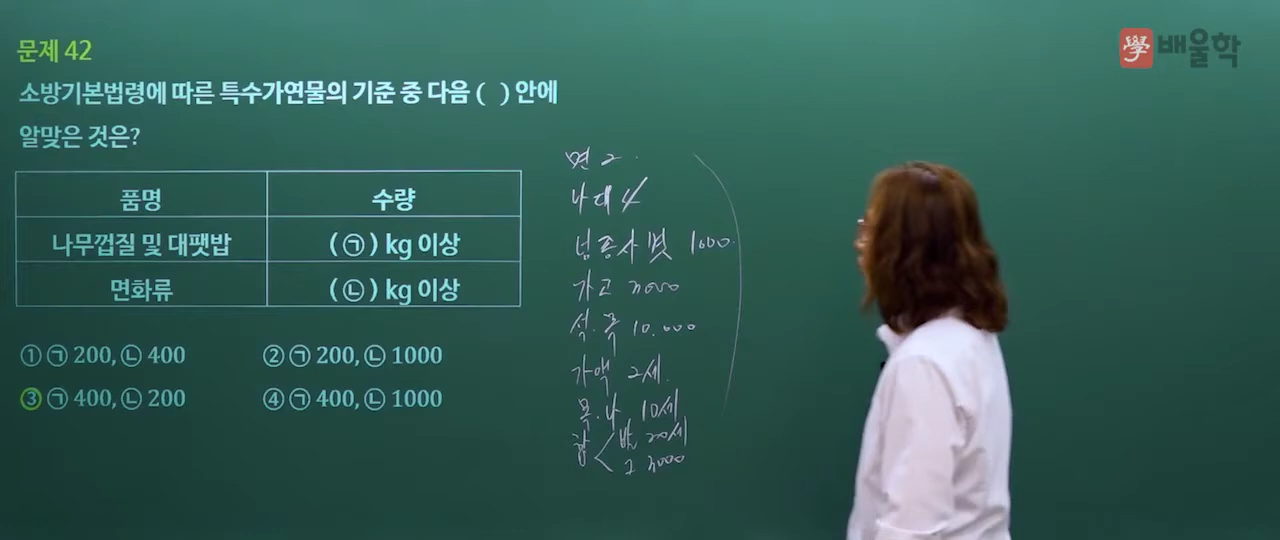 문제 42
學 배울학
소방기본법령에 따른 특수가연물의 기준 중 다음 ( ) 안에
알맞은 것은?
품명 수량
나무껍질 및 대팻밥 ( ㉠ ) kg 이상
면화류 ( ㉡ ) kg 이상
① ㉠ 200, ㉡ 400 ② ㉠ 200, ㉡ 1000
③ ㉠ 400, ㉡ 200 ④ ㉠ 400, ㉡ 1000
면 2
나대 4
넘종사볏 1000
가고 3000
석.목 10.000
가액 2세
목.나 10세
합 < 발 20세
그 3000